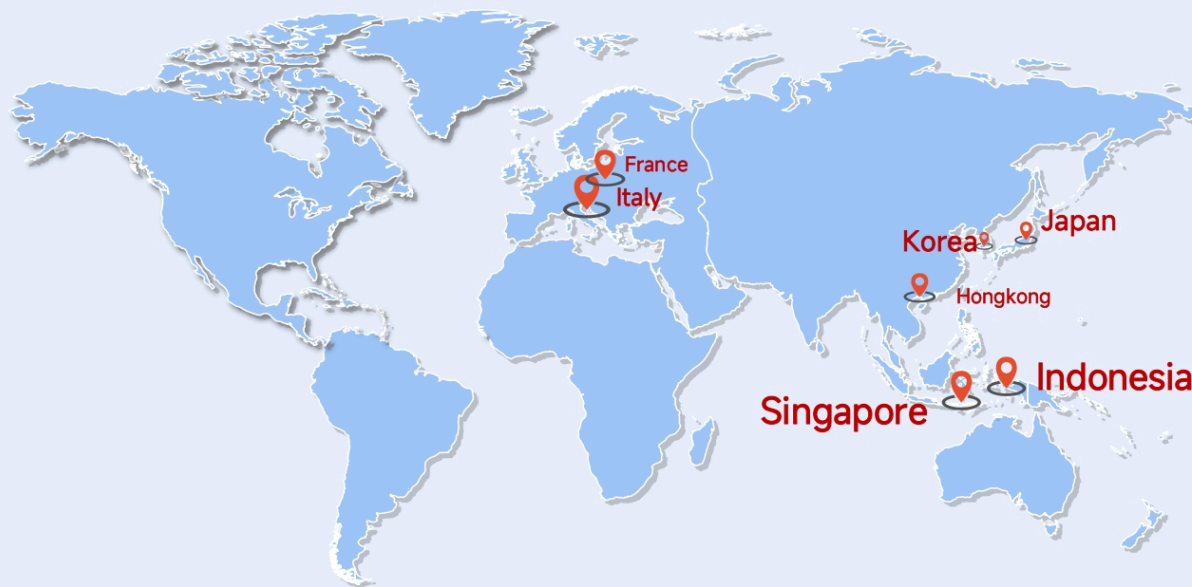 France
Italy
Japan
Korea
Hongkong
Indonesia
Singapore